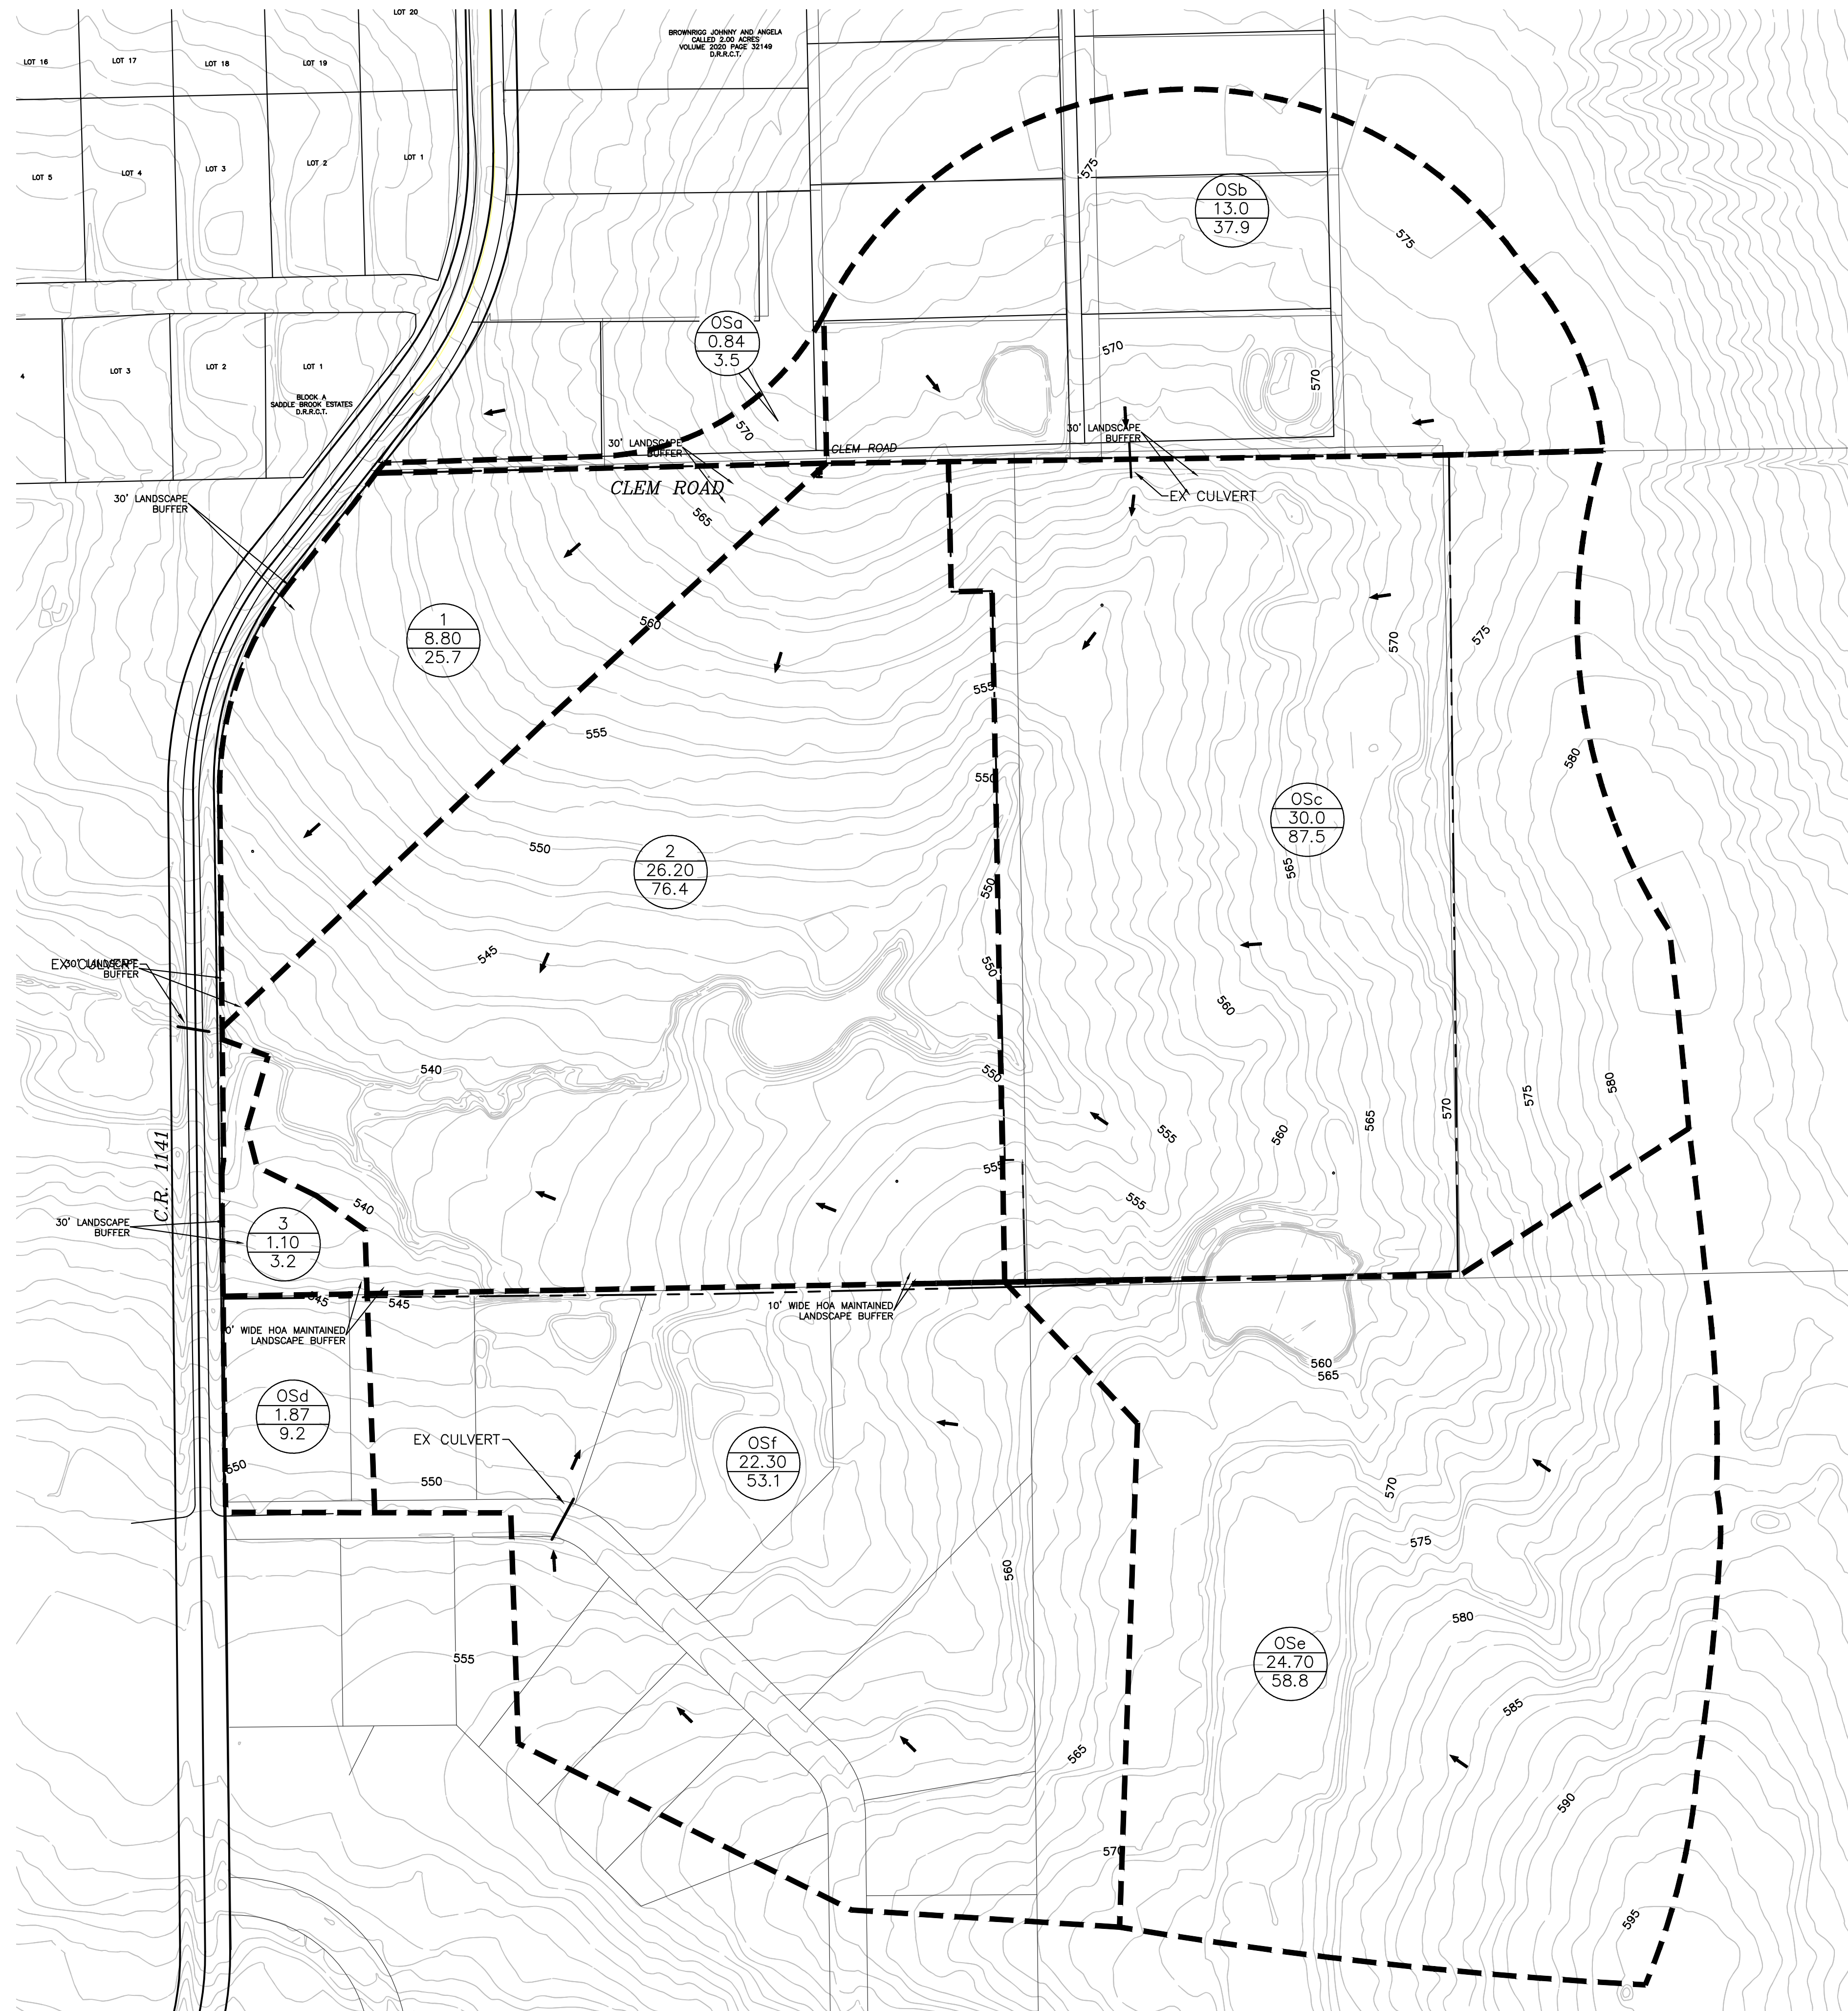 LOT 20
LOT 16
LOT 17
LOT 18
LOT 19
BROWNRIGG JOHNNY AND ANGELA
CALLED 2.00 ACRES
VOLUME 2020 PAGE 32149
D.R.R.C.T.
LOT 5
LOT 4
LOT 3
LOT 2
LOT 1
575
OSb
13.0
37.9
575
OSa
0.84
3.5
570
570
4
LOT 3
LOT 2
LOT 1
BLOCK A
SADDLE BROOK ESTATES
D.R.R.C.T.
570
30' LANDSCAPE
BUFFER
CLEM ROAD
30' LANDSCAPE
BUFFER
CLEM ROAD
EX CULVERT
30' LANDSCAPE
BUFFER
565
1
8.80
25.7
560
570
575
555
555
580
550
OSc
30.0
87.5
550
2
26.20
76.4
565
550
545
550
EX CULVERT
30' LANDSCAPE
BUFFER
560
540
550
580
575
570
565
560
555
C.R. 1141
555
555
540
30' LANDSCAPE
BUFFER
3
1.10
3.2
545
545
10' WIDE HOA MAINTAINED
LANDSCAPE BUFFER
0' WIDE HOA MAINTAINED
LANDSCAPE BUFFER
560
565
OSd
1.87
9.2
EX CULVERT
OSf
22.30
53.1
550
550
570
575
560
580
555
OSe
24.70
58.8
585
565
590
570
595